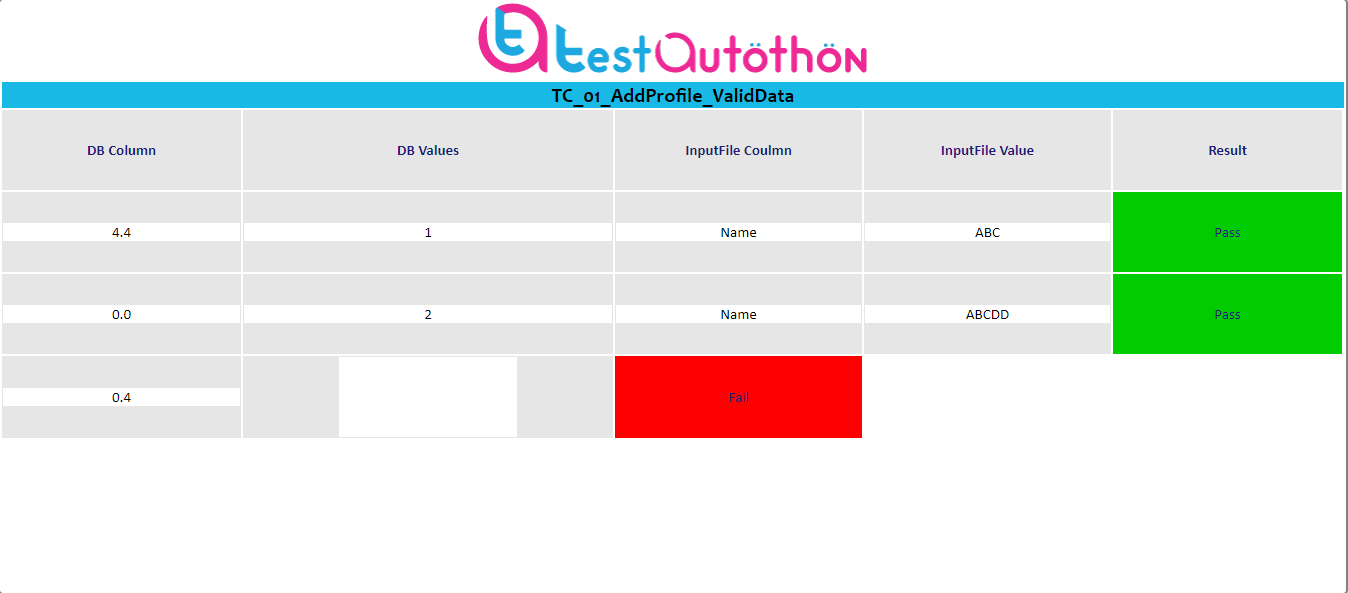 testautöthön
TC_01_AddProfile_ValidData
DB Column DB Values InputFile Coulmn InputFile Value Result
4.4 1 Name ABC Pass
0.0 2 Name ABCDD Pass
0.4 Fail